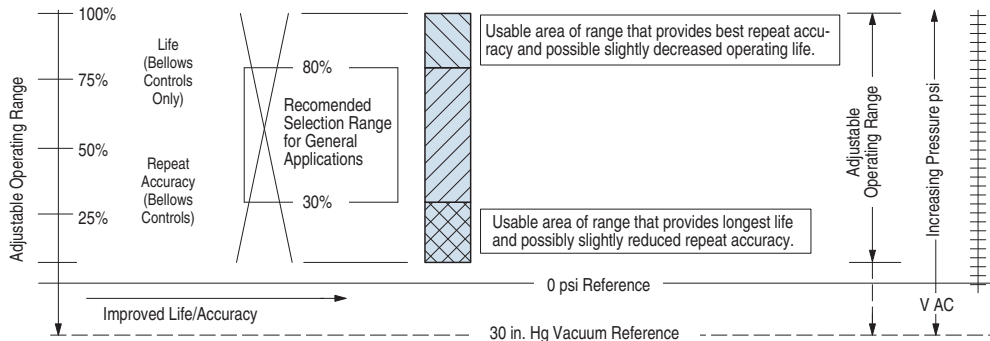 100%
75%
50%
25%
Adjustable Operating Range
Life
(Bellows
Controls
Only)
Repeat
Accuracy
(Bellows
Controls)
80%
Recomended
Selection Range
for General
Applications
30%
Usable area of range that provides best repeat accu-
racy and possible slightly decreased operating life.
Usable area of range that provides longest life
and possibly slightly reduced repeat accuracy.
Adjustable
Operating Range
Increasing Pressure psi
0 psi Reference
Improved Life/Accuracy
V AC
30 in. Hg Vacuum Reference